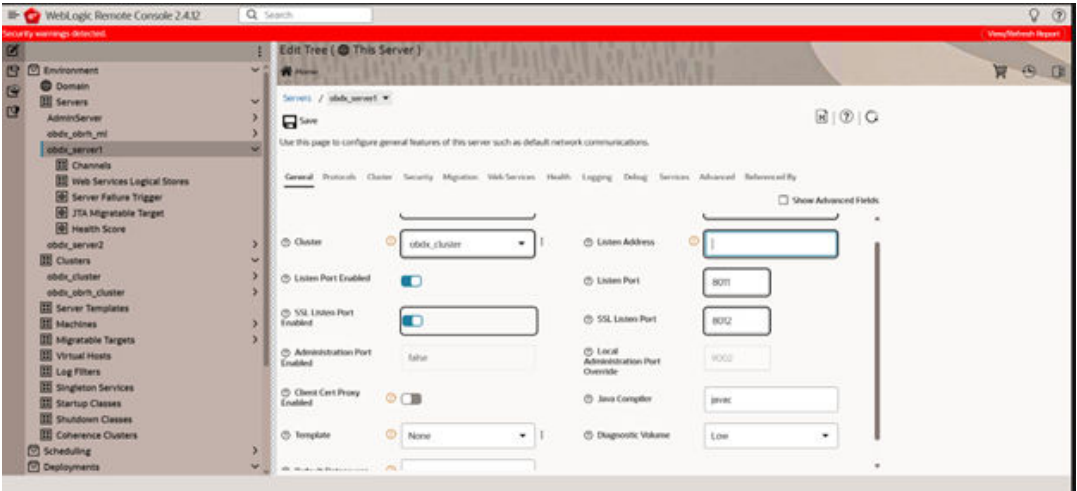 WebLogic Remote Console 2.4.12
Search
Security warnings detected.
View/Refresh Report
Edit Tree ( This Server )
Home
Environment
Domain
Servers
AdminServer
obdx_obrh_m1
obdx_server1
Channels
Web Services Logical Stores
Server Failure Trigger
JTA Migratable Target
Health Score
obdx_server2
Clusters
obdx_cluster
obdx_obrh_cluster
Server Templates
Machines
Migratable Targets
Virtual Hosts
Log Filters
Singleton Services
Startup Classes
Shutdown Classes
Coherence Clusters
Scheduling
Deployments
Servers / obdx_server1
Save
Use this page to configure general features of this server such as default network communications.
General Protocols Cluster Security Migration Web Services Health Logging Debug Services Advanced Referenced By
Show Advanced Fields
Cluster obdx_cluster Listen Address
Listen Port Enabled Listen Port 8011
SSL Listen Port Enabled SSL Listen Port 8012
Administration Port Enabled false Local Administration Port Override 9002
Client Cert Proxy Enabled Java Compiler javac
Template None Diagnostic Volume Low